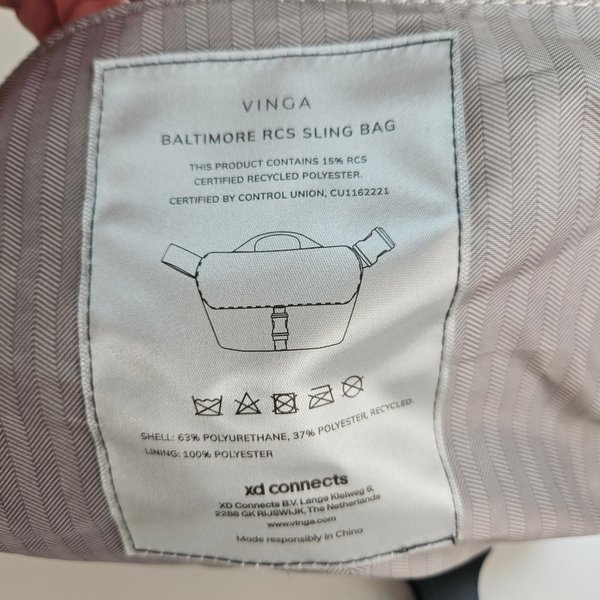 VINGA
BALTIMORE RCS SLING BAG
THIS PRODUCT CONTAINS 15% RCS
CERTIFIED RECYCLED POLYESTER.
CERTIFIED BY CONTROL UNION, CU1162221
SHELL: 63% POLYURETHANE, 37% POLYESTER, RECYCLED
LINING: 100% POLYESTER
xd connects
XD Connects B.V. Lange Kleiweg 6,
2288 GK RIJSWIJK, The Netherlands
www.vinga.com
Made responsibly in China